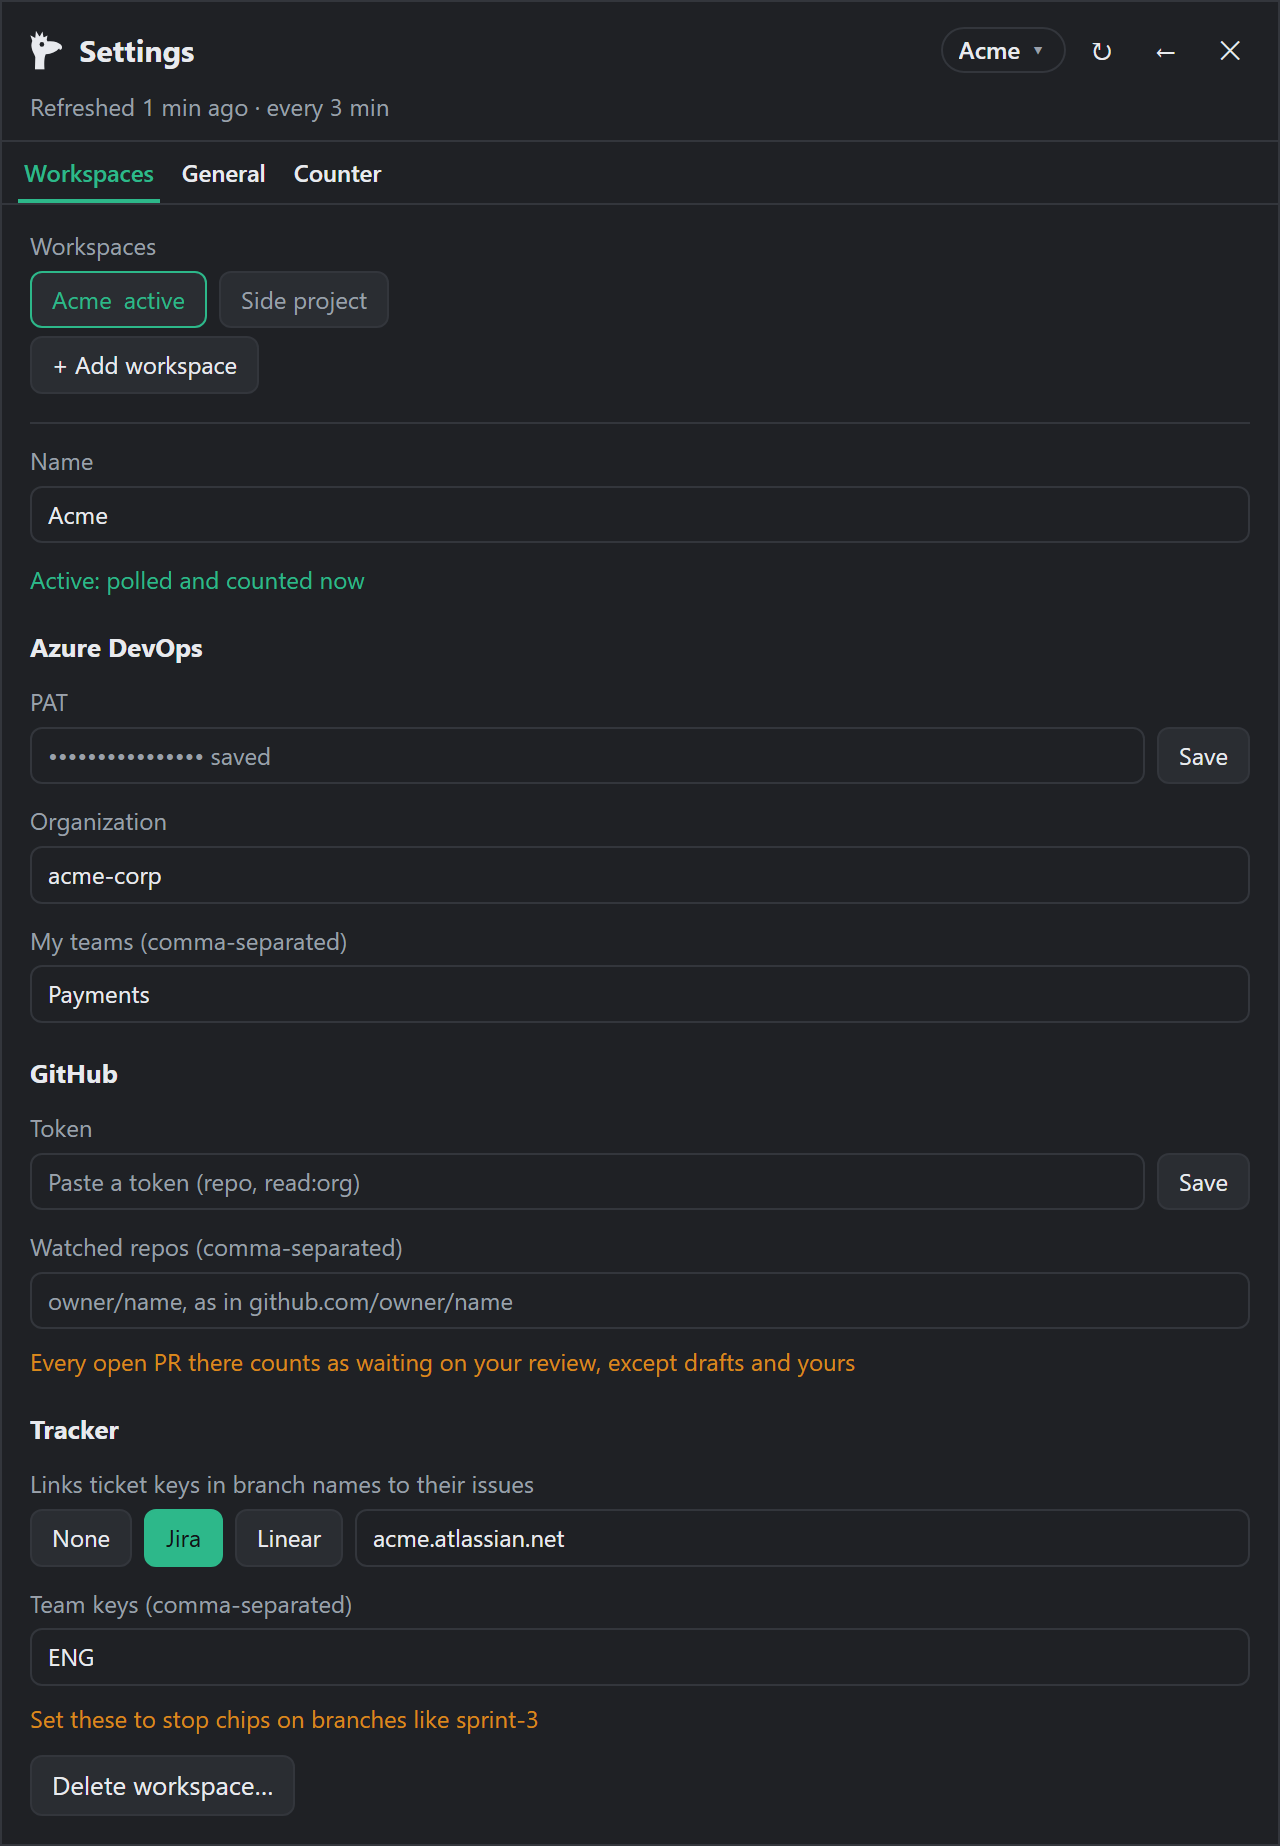 Settings
Acme ▾
Refreshed 1 min ago · every 3 min
Workspaces General Counter
Workspaces
Acme active
Side project
+ Add workspace
Name
Acme
Active: polled and counted now
Azure DevOps
PAT
•••••••••••••••• saved
Save
Organization
acme-corp
My teams (comma-separated)
Payments
GitHub
Token
Paste a token (repo, read:org)
Save
Watched repos (comma-separated)
owner/name, as in github.com/owner/name
Every open PR there counts as waiting on your review, except drafts and yours
Tracker
Links ticket keys in branch names to their issues
None Jira Linear acme.atlassian.net
Team keys (comma-separated)
ENG
Set these to stop chips on branches like sprint-3
Delete workspace...